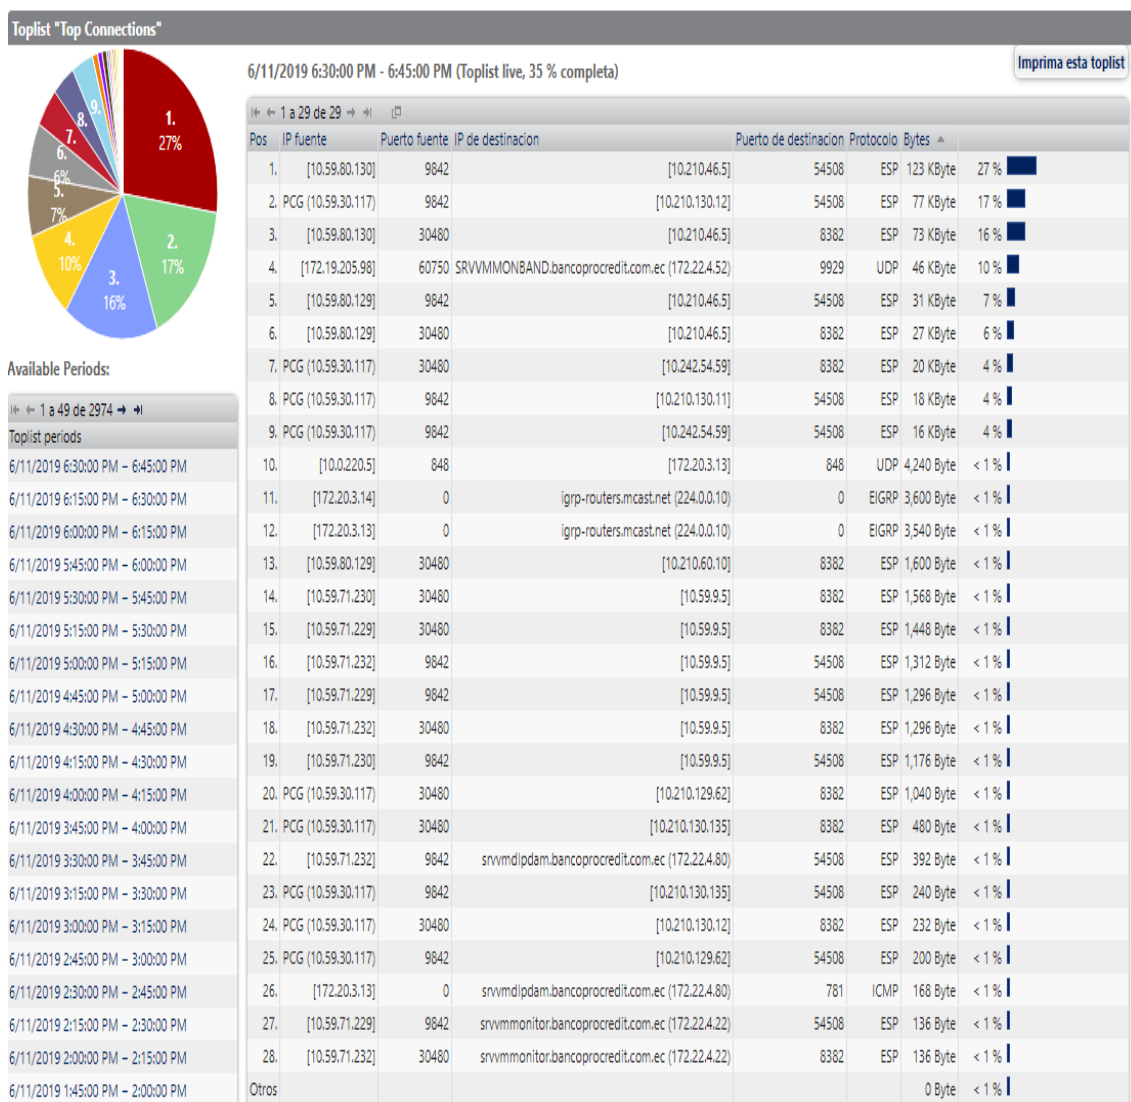 Toplist "Top Connections"
6/11/2019 6:30:00 PM - 6:45:00 PM (Toplist live, 35 % completa)
Imprima esta toplist
1.
27%
2.
17%
3.
16%
4.
10%
5.
7%
6.
6%
7.
8.
9.
1 a 29 de 29
Pos IP fuente Puerto fuente IP de destinacion Puerto de destinacion Protocolo Bytes
1. [10.59.80.130] 9842 [10.210.46.5] 54508 ESP 123 KByte 27 %
2. PCG (10.59.30.117) 9842 [10.210.130.12] 54508 ESP 77 KByte 17 %
3. [10.59.80.130] 30480 [10.210.46.5] 8382 ESP 73 KByte 16 %
4. [172.19.205.98] 60750 SRVVMMONBAND.bancoprocredit.com.ec (172.22.4.52) 9929 UDP 46 KByte 10 %
5. [10.59.80.129] 9842 [10.210.46.5] 54508 ESP 31 KByte 7 %
6. [10.59.80.129] 30480 [10.210.46.5] 8382 ESP 27 KByte 6 %
7. PCG (10.59.30.117) 30480 [10.242.54.59] 8382 ESP 20 KByte 4 %
8. PCG (10.59.30.117) 9842 [10.210.130.11] 54508 ESP 18 KByte 4 %
9. PCG (10.59.30.117) 9842 [10.242.54.59] 54508 ESP 16 KByte 4 %
10. [10.0.220.5] 848 [172.20.3.13] 848 UDP 4,240 Byte < 1 %
11. [172.20.3.14] 0 igrp-routers.mcast.net (224.0.0.10) 0 EIGRP 3,600 Byte < 1 %
12. [172.20.3.13] 0 igrp-routers.mcast.net (224.0.0.10) 0 EIGRP 3,540 Byte < 1 %
13. [10.59.80.129] 30480 [10.210.60.10] 8382 ESP 1,600 Byte < 1 %
14. [10.59.71.230] 30480 [10.59.9.5] 8382 ESP 1,568 Byte < 1 %
15. [10.59.71.229] 30480 [10.59.9.5] 8382 ESP 1,448 Byte < 1 %
16. [10.59.71.232] 9842 [10.59.9.5] 54508 ESP 1,312 Byte < 1 %
17. [10.59.71.229] 9842 [10.59.9.5] 54508 ESP 1,296 Byte < 1 %
18. [10.59.71.232] 30480 [10.59.9.5] 8382 ESP 1,296 Byte < 1 %
19. [10.59.71.230] 9842 [10.59.9.5] 54508 ESP 1,176 Byte < 1 %
20. PCG (10.59.30.117) 30480 [10.210.129.62] 8382 ESP 1,040 Byte < 1 %
21. PCG (10.59.30.117) 30480 [10.210.130.135] 8382 ESP 480 Byte < 1 %
22. [10.59.71.232] 9842 srvvmdlpdam.bancoprocredit.com.ec (172.22.4.80) 54508 ESP 392 Byte < 1 %
23. PCG (10.59.30.117) 9842 [10.210.130.135] 54508 ESP 240 Byte < 1 %
24. PCG (10.59.30.117) 30480 [10.210.130.12] 8382 ESP 232 Byte < 1 %
25. PCG (10.59.30.117) 9842 [10.210.129.62] 54508 ESP 200 Byte < 1 %
26. [172.20.3.13] 0 srvvmdlpdam.bancoprocredit.com.ec (172.22.4.80) 781 ICMP 168 Byte < 1 %
27. [10.59.71.229] 9842 srvvmmonitor.bancoprocredit.com.ec (172.22.4.22) 54508 ESP 136 Byte < 1 %
28. [10.59.71.232] 30480 srvvmmonitor.bancoprocredit.com.ec (172.22.4.22) 8382 ESP 136 Byte < 1 %
Otros 0 Byte < 1 %
Available Periods:
1 a 49 de 2974
Toplist periods
6/11/2019 6:30:00 PM - 6:45:00 PM
6/11/2019 6:15:00 PM - 6:30:00 PM
6/11/2019 6:00:00 PM - 6:15:00 PM
6/11/2019 5:45:00 PM - 6:00:00 PM
6/11/2019 5:30:00 PM - 5:45:00 PM
6/11/2019 5:15:00 PM - 5:30:00 PM
6/11/2019 5:00:00 PM - 5:15:00 PM
6/11/2019 4:45:00 PM - 5:00:00 PM
6/11/2019 4:30:00 PM - 4:45:00 PM
6/11/2019 4:15:00 PM - 4:30:00 PM
6/11/2019 4:00:00 PM - 4:15:00 PM
6/11/2019 3:45:00 PM - 4:00:00 PM
6/11/2019 3:30:00 PM - 3:45:00 PM
6/11/2019 3:15:00 PM - 3:30:00 PM
6/11/2019 3:00:00 PM - 3:15:00 PM
6/11/2019 2:45:00 PM - 3:00:00 PM
6/11/2019 2:30:00 PM - 2:45:00 PM
6/11/2019 2:15:00 PM - 2:30:00 PM
6/11/2019 2:00:00 PM - 2:15:00 PM
6/11/2019 1:45:00 PM - 2:00:00 PM